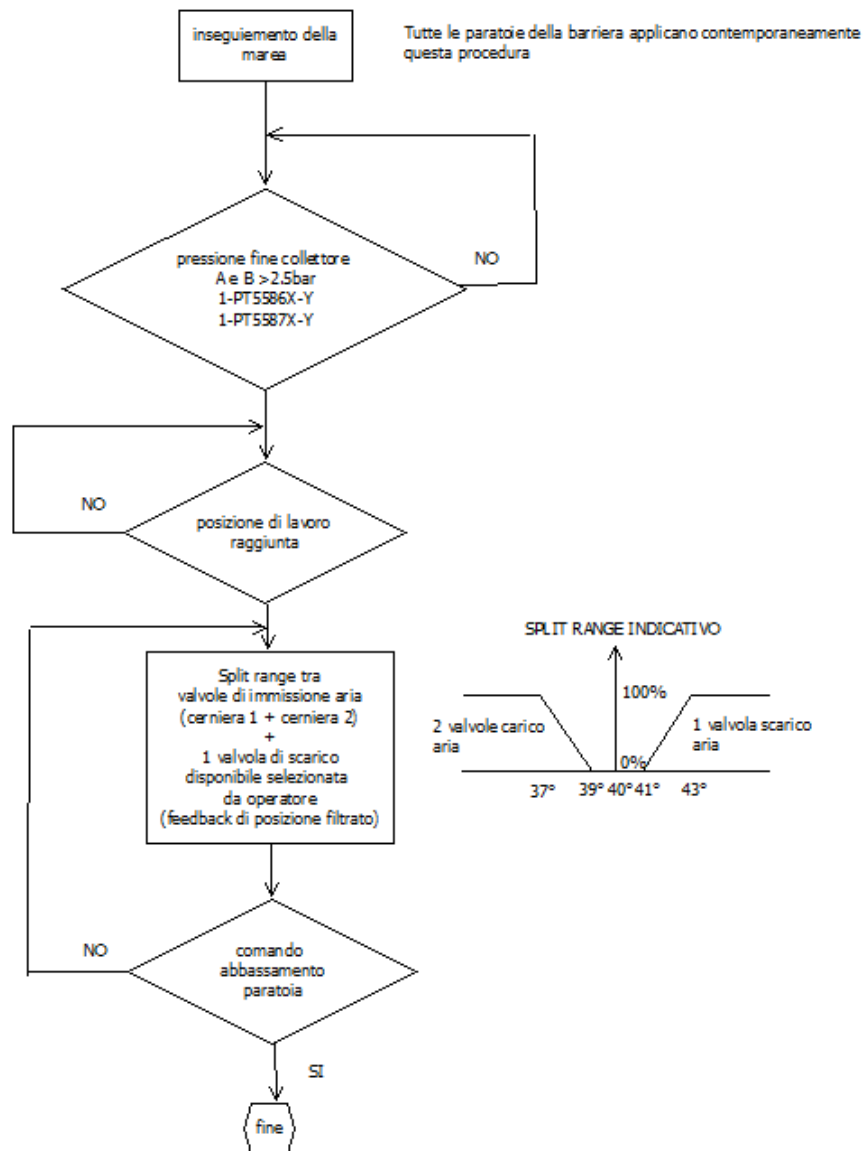 inseguiemento della
marea
Tutte le paratoie della barriera applicano contemporaneamente
questa procedura
pressione fine collettore
A e B >2.5bar
1-PT5586X-Y
1-PT5587X-Y
NO
NO
posizione di lavoro
raggiunta
Split range tra
valvole di immissione aria
(cerniera 1 + cerniera 2)
+
1 valvola di scarico
disponibile selezionata
da operatore
(feedback di posizione filtrato)
SPLIT RANGE INDICATIVO
100%
2 valvole carico
aria
1 valvola scarico
aria
0%
37° 39° 40° 41° 43°
NO
comando
abbassamento
paratoia
SI
fine